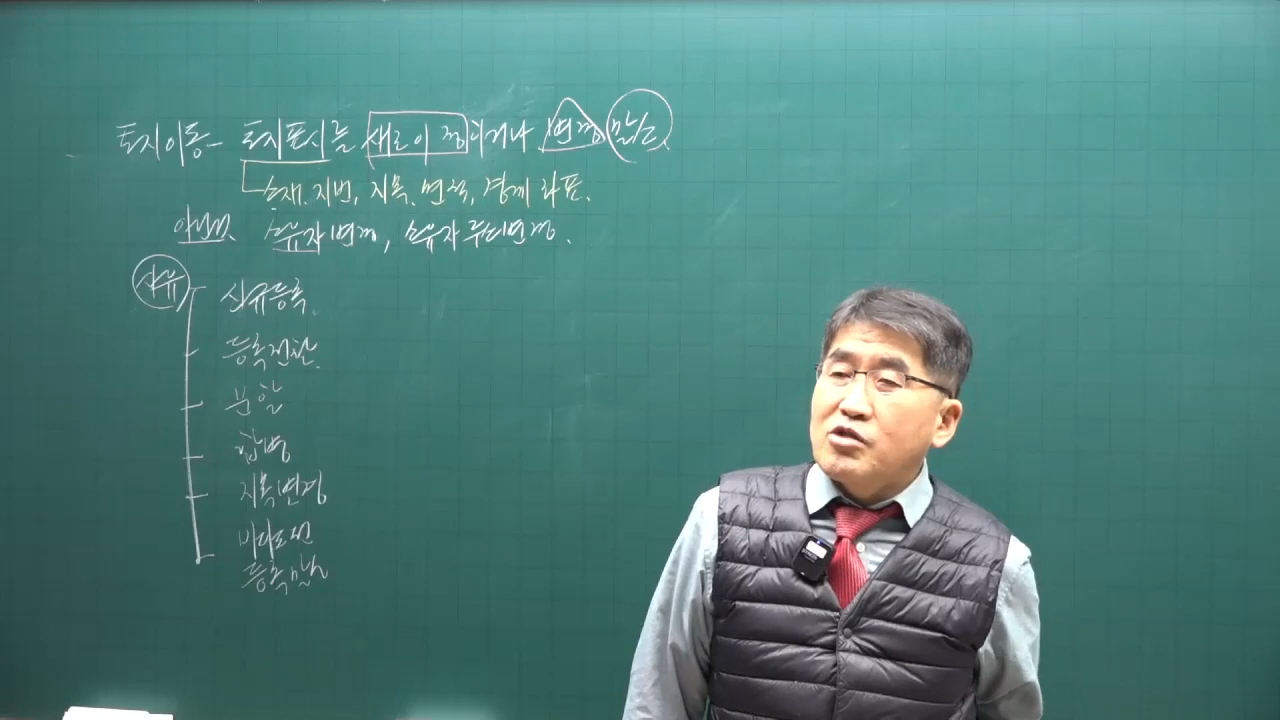 토지이동- 토지표시를 새로이 정하거나 변경 말소.
소재. 지번, 지목, 면적, 경계 좌표.
아닌것. 소유자변경, 소유자 주소변경.
사유
신규등록.
등록전환.
분할
합병
지목변경
바다로된
등록말소